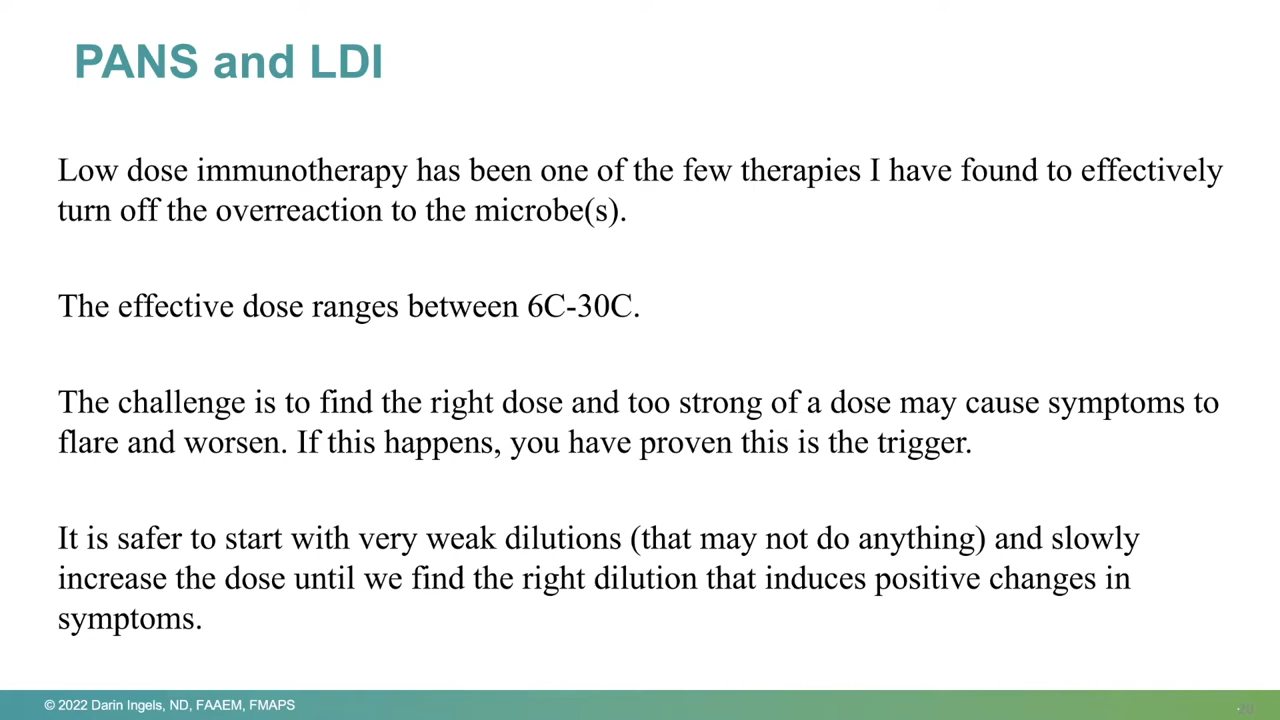 PANS and LDI
Low dose immunotherapy has been one of the few therapies I have found to effectively
turn off the overreaction to the microbe(s).
The effective dose ranges between 6C-30C.
The challenge is to find the right dose and too strong of a dose may cause symptoms to
flare and worsen. If this happens, you have proven this is the trigger.
It is safer to start with very weak dilutions (that may not do anything) and slowly
increase the dose until we find the right dilution that induces positive changes in
symptoms.
© 2022 Darin Ingels, ND, FAAEM, FMAPS